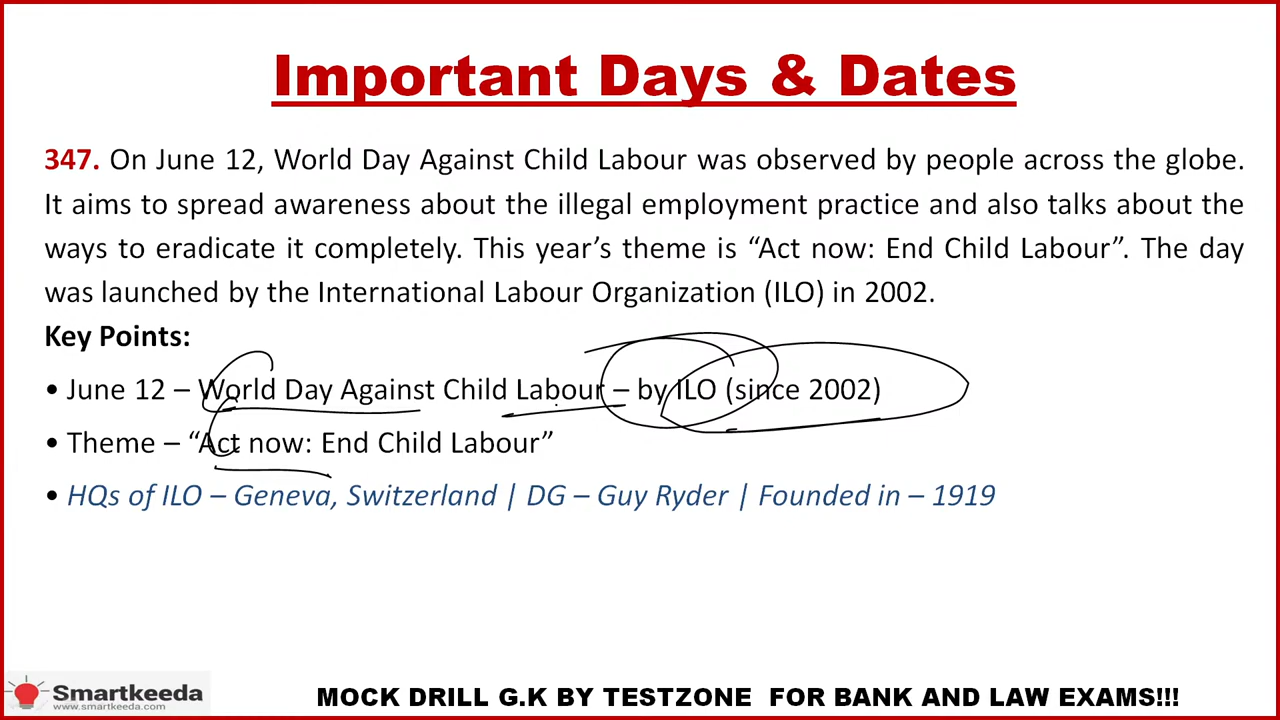 Important Days & Dates
347. On June 12, World Day Against Child Labour was observed by people across the globe.
It aims to spread awareness about the illegal employment practice and also talks about the
ways to eradicate it completely. This year’s theme is “Act now: End Child Labour”. The day
was launched by the International Labour Organization (ILO) in 2002.
Key Points:
• June 12 – World Day Against Child Labour – by ILO (since 2002)
• Theme – “Act now: End Child Labour”
• HQs of ILO – Geneva, Switzerland | DG – Guy Ryder | Founded in – 1919
Smartkeeda
www.smartkeeda.com
MOCK DRILL G.K BY TESTZONE FOR BANK AND LAW EXAMS!!!